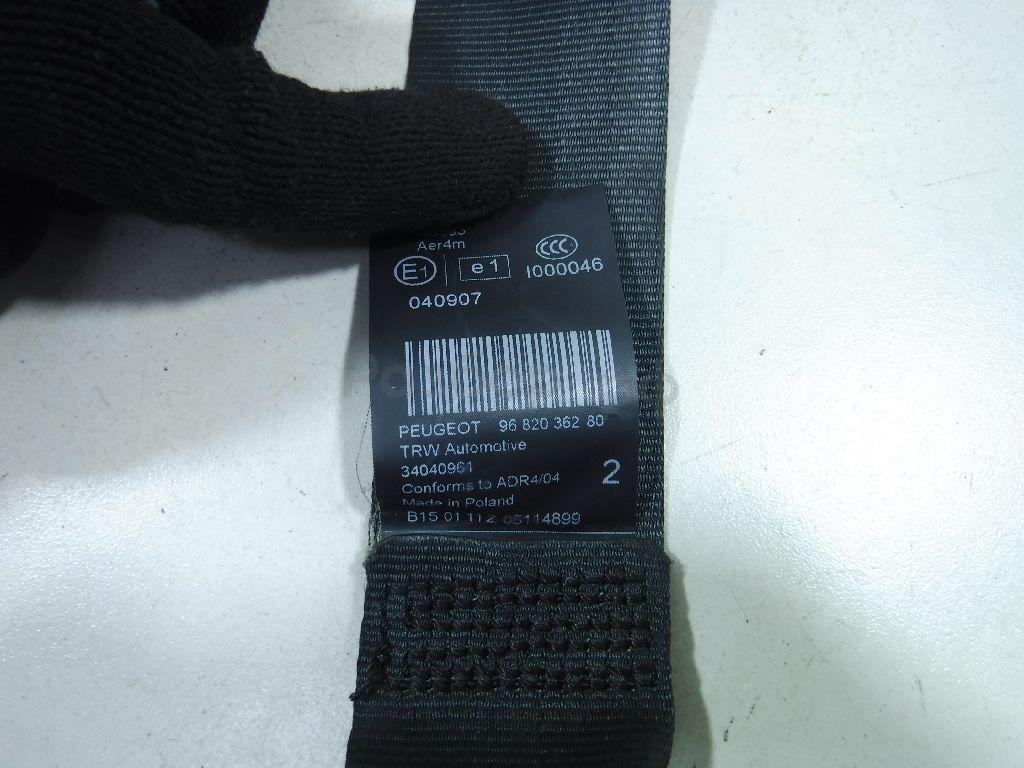 Aer4m
E1 e1 CCC
I000046
040907
PEUGEOT 96 820 362 80
TRW Automotive
34040961
Conforms to ADR4/04
2
Made in Poland
B15 01 11 2 05114899